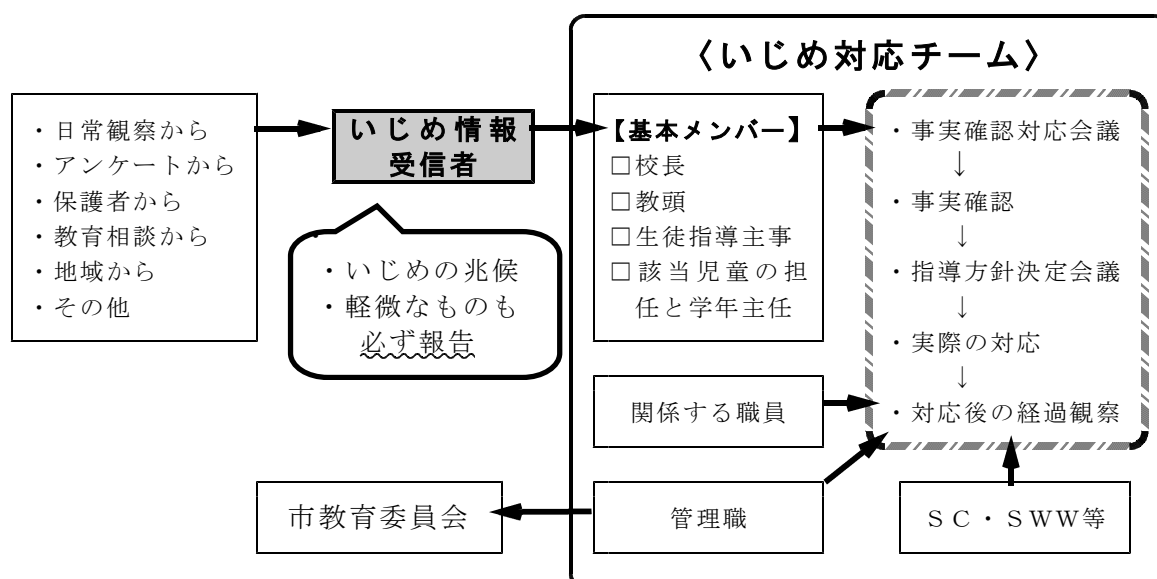 〈いじめ対応チーム〉
・日常観察から
・アンケートから
・保護者から
・教育相談から
・地域から
・その他
いじめ情報
受信者
・いじめの兆候
・軽微なものも
必ず報告
【基本メンバー】
□校長
□教頭
□生徒指導主事
□該当児童の担
任と学年主任
・事実確認対応会議
↓
・事実確認
↓
・指導方針決定会議
↓
・実際の対応
↓
・対応後の経過観察
関係する職員
市教育委員会
管理職
ＳＣ・ＳＷＷ等